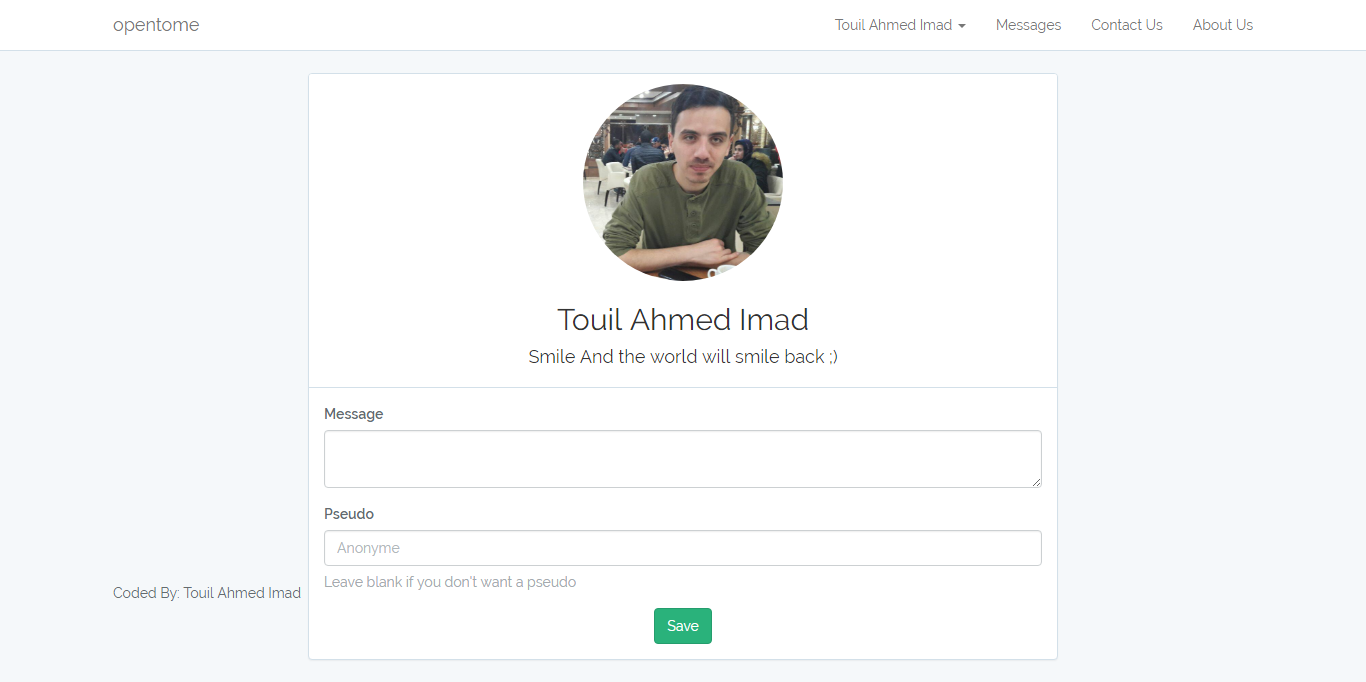 opentome
Touil Ahmed Imad
Messages
Contact Us
About Us
Touil Ahmed Imad
Smile And the world will smile back ;)
Message
Pseudo
Anonyme
Leave blank if you don't want a pseudo
Coded By: Touil Ahmed Imad
Save